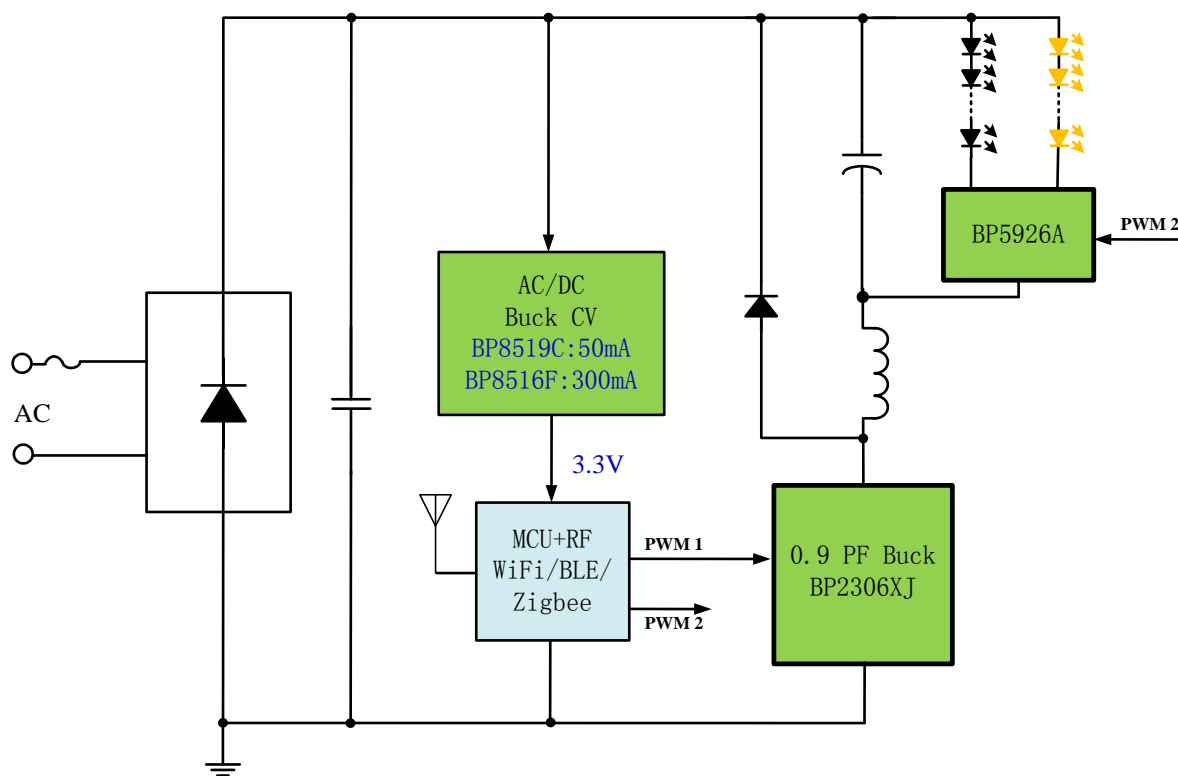 AC
AC/DC
Buck CV
BP8519C:50mA
BP8516F:300mA
3.3V
MCU+RF
WiFi/BLE/
Zigbee
PWM 1
PWM 2
0.9 PF Buck
BP2306XJ
BP5926A
PWM 2